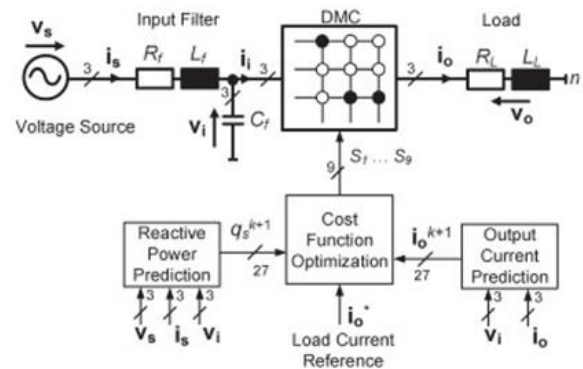 Input Filter
DMC
Load
vs
is
Rf
Lf
ii
io
RL
LL
3
3
3
3
n
Voltage Source
vi
Cf
vo
9
S1 ... S9
Reactive
Power
Prediction
qs^k+1
27
Cost
Function
Optimization
io^k+1
27
Output
Current
Prediction
3
3
3
vs
is
vi
io*
Load Current
Reference
3
3
vi
io